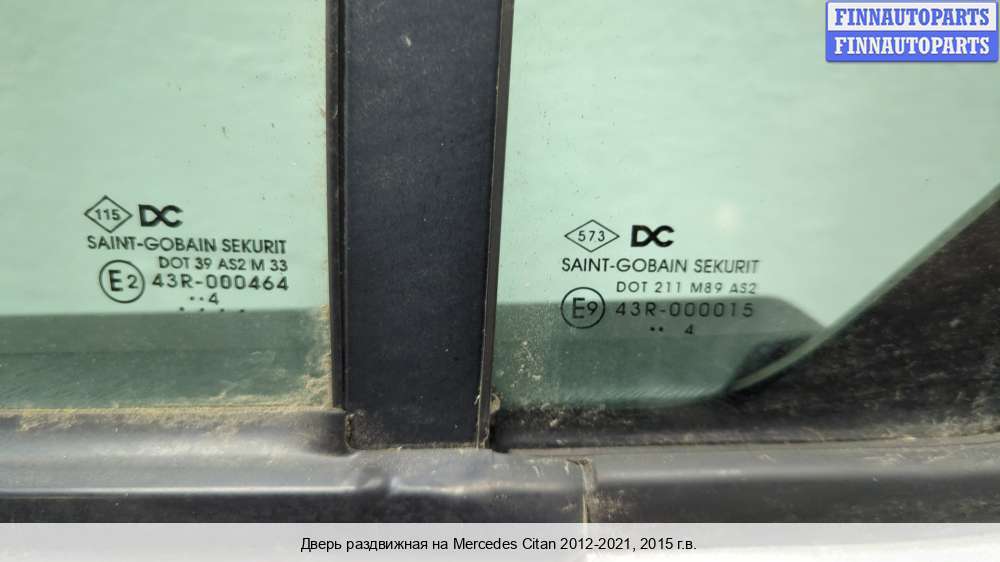 FINNAUTOPARTS
FINNAUTOPARTS
115 DC
SAINT-GOBAIN SEKURIT
DOT 39 AS2 M 33
E2 43R-000464
..4
....
573 DC
SAINT-GOBAIN SEKURIT
DOT 211 M89 AS2
E9 43R-000015
.. 4
Дверь раздвижная на Mercedes Citan 2012-2021, 2015 г.в.